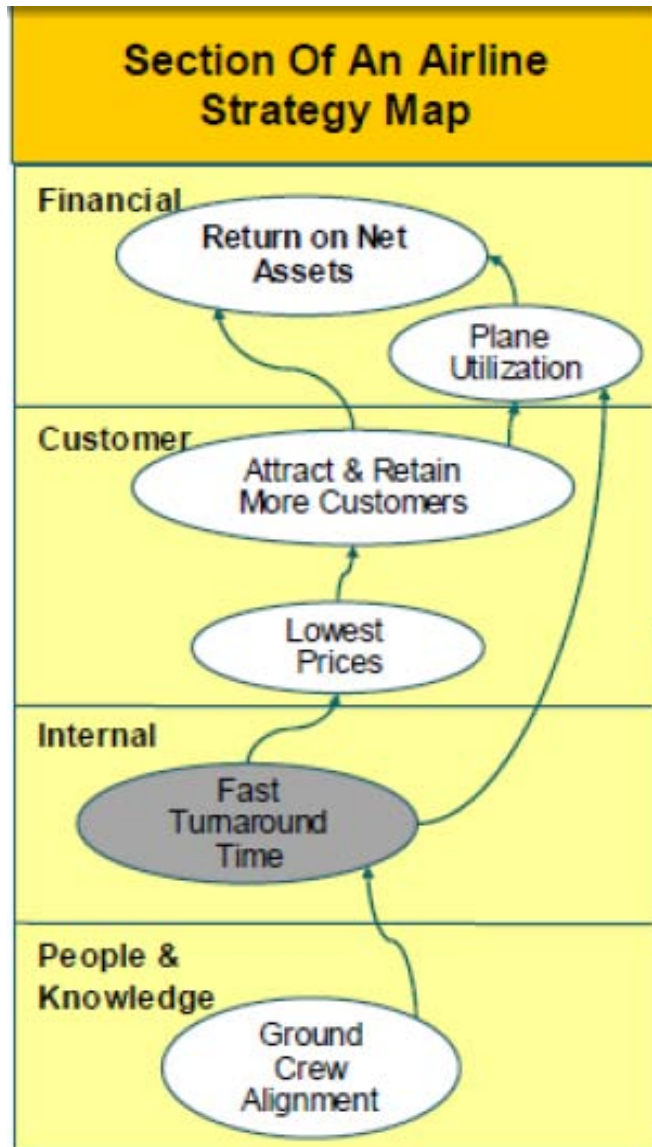 Section Of An Airline
Strategy Map
Financial
Return on Net
Assets
Plane
Utilization
Customer
Attract & Retain
More Customers
Lowest
Prices
Internal
Fast
Turnaround
Time
People &
Knowledge
Ground
Crew
Alignment